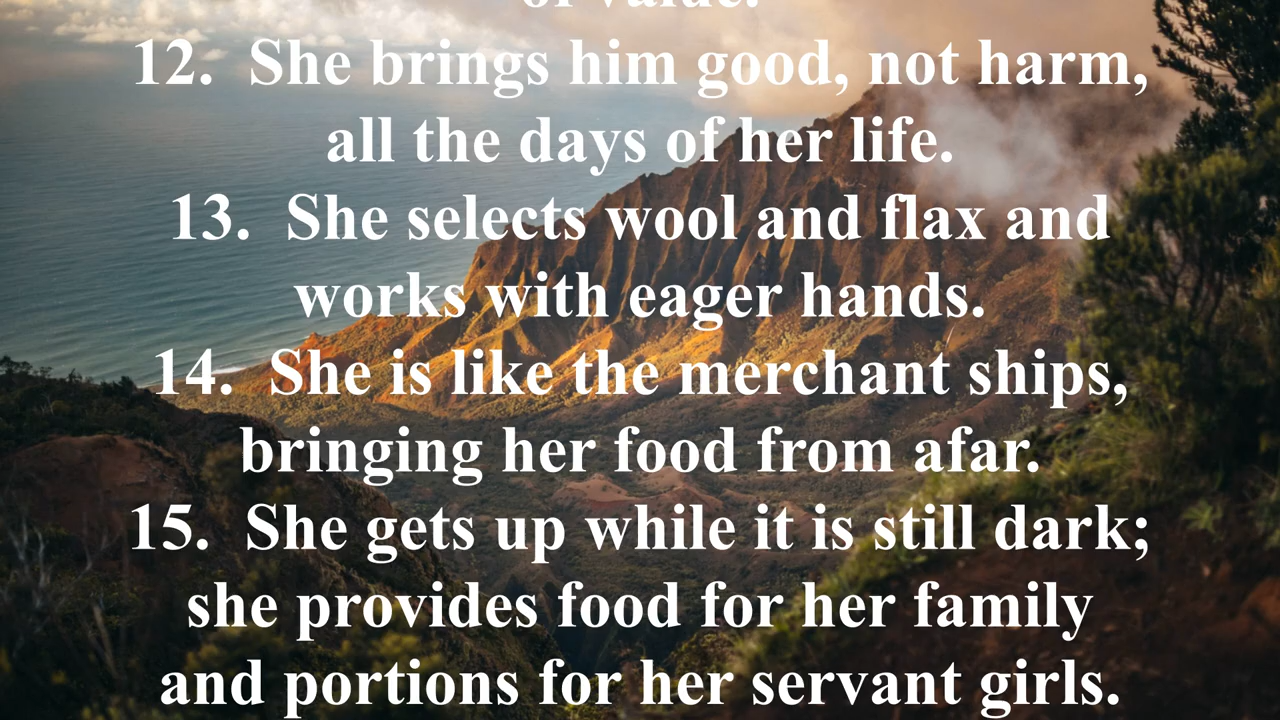 of value.
12.  She brings him good, not harm,
all the days of her life.
13.  She selects wool and flax and
works with eager hands.
14.  She is like the merchant ships,
bringing her food from afar.
15.  She gets up while it is still dark;
she provides food for her family
and portions for her servant girls.